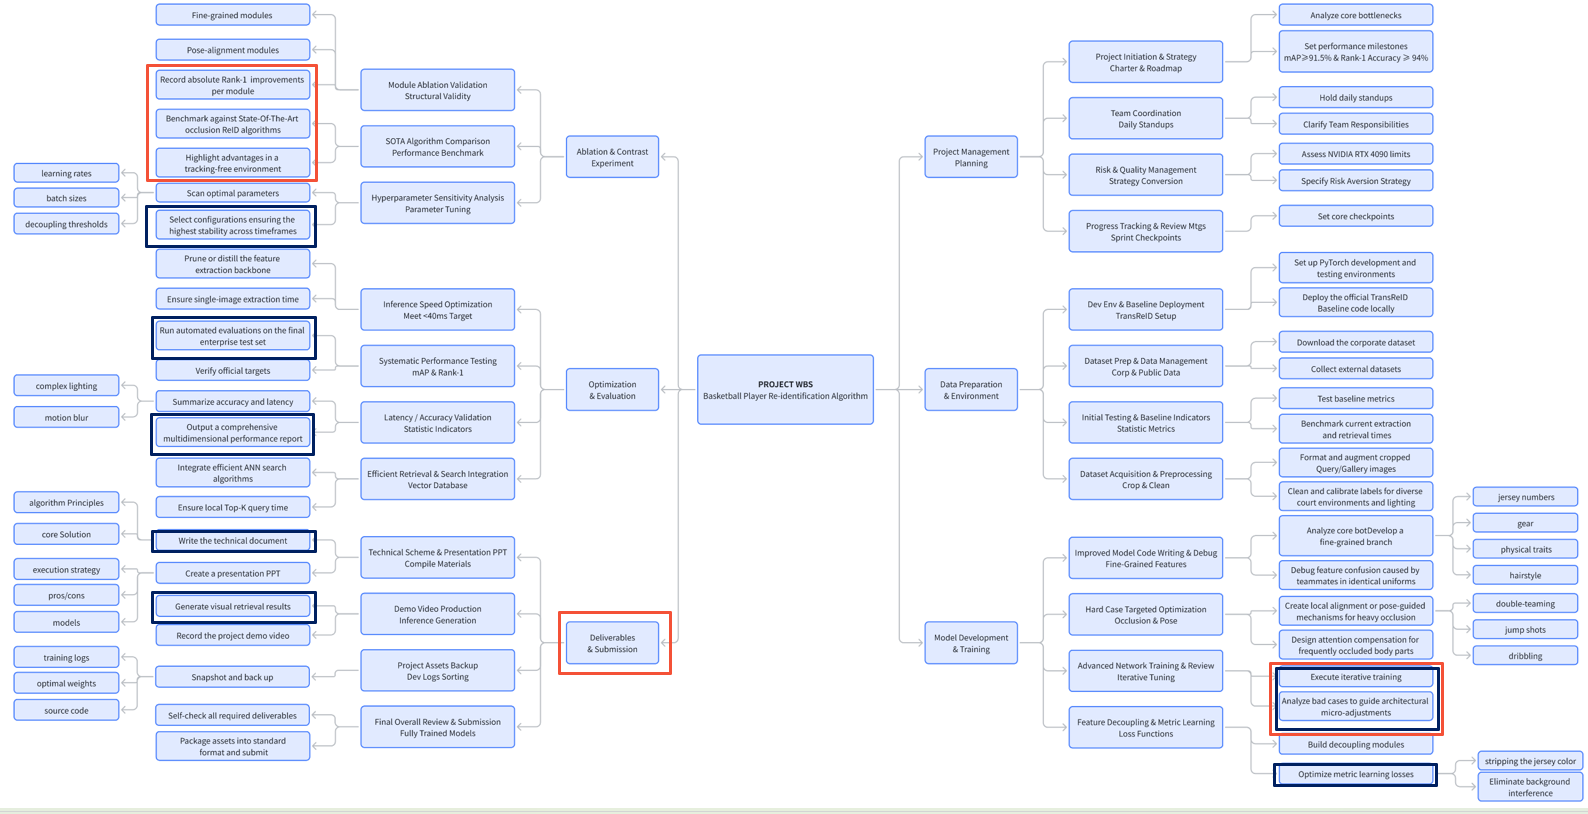 PROJECT WBS
Basketball Player Re-identification Algorithm
Ablation & Contrast
Experiment
Module Ablation Validation
Structural Validity
Fine-grained modules
Pose-alignment modules
Record absolute Rank-1 improvements
per module
SOTA Algorithm Comparison
Performance Benchmark
Benchmark against State-Of-The-Art
occlusion ReID algorithms
Highlight advantages in a
tracking-free environment
Hyperparameter Sensitivity Analysis
Parameter Tuning
Scan optimal parameters
learning rates
batch sizes
decoupling thresholds
Select configurations ensuring the
highest stability across timeframes
Optimization
& Evaluation
Inference Speed Optimization
Meet <40ms Target
Prune or distill the feature
extraction backbone
Ensure single-image extraction time
Systematic Performance Testing
mAP & Rank-1
Run automated evaluations on the final
enterprise test set
Verify official targets
Latency / Accuracy Validation
Statistic Indicators
Summarize accuracy and latency
complex lighting
motion blur
Output a comprehensive
multidimensional performance report
Efficient Retrieval & Search Integration
Vector Database
Integrate efficient ANN search
algorithms
Ensure local Top-K query time
Deliverables
& Submission
Technical Scheme & Presentation PPT
Compile Materials
Write the technical document
algorithm Principles
core Solution
Create a presentation PPT
execution strategy
pros/cons
models
Demo Video Production
Inference Generation
Generate visual retrieval results
Record the project demo video
Project Assets Backup
Dev Logs Sorting
Snapshot and back up
training logs
optimal weights
source code
Final Overall Review & Submission
Fully Trained Models
Self-check all required deliverables
Package assets into standard
format and submit
Project Management
Planning
Project Initiation & Strategy
Charter & Roadmap
Analyze core bottlenecks
Set performance milestones
mAP≥91.5% & Rank-1 Accuracy ≥ 94%
Team Coordination
Daily Standups
Hold daily standups
Clarify Team Responsibilities
Risk & Quality Management
Strategy Conversion
Assess NVIDIA RTX 4090 limits
Specify Risk Aversion Strategy
Progress Tracking & Review Mtgs
Sprint Checkpoints
Set core checkpoints
Data Preparation
& Environment
Dev Env & Baseline Deployment
TransReID Setup
Set up PyTorch development and
testing environments
Deploy the official TransReID
Baseline code locally
Dataset Prep & Data Management
Corp & Public Data
Download the corporate dataset
Collect external datasets
Initial Testing & Baseline Indicators
Statistic Metrics
Test baseline metrics
Benchmark current extraction
and retrieval times
Dataset Acquisition & Preprocessing
Crop & Clean
Format and augment cropped
Query/Gallery images
Clean and calibrate labels for diverse
court environments and lighting
Model Development
& Training
Improved Model Code Writing & Debug
Fine-Grained Features
Analyze core botDevelop a
fine-grained branch
jersey numbers
gear
physical traits
hairstyle
Debug feature confusion caused by
teammates in identical uniforms
Hard Case Targeted Optimization
Occlusion & Pose
Create local alignment or pose-guided
mechanisms for heavy occlusion
double-teaming
jump shots
dribbling
Design attention compensation for
frequently occluded body parts
Advanced Network Training & Review
Iterative Tuning
Execute iterative training
Analyze bad cases to guide architectural
micro-adjustments
Feature Decoupling & Metric Learning
Loss Functions
Build decoupling modules
Optimize metric learning losses
stripping the jersey color
Eliminate background
interference